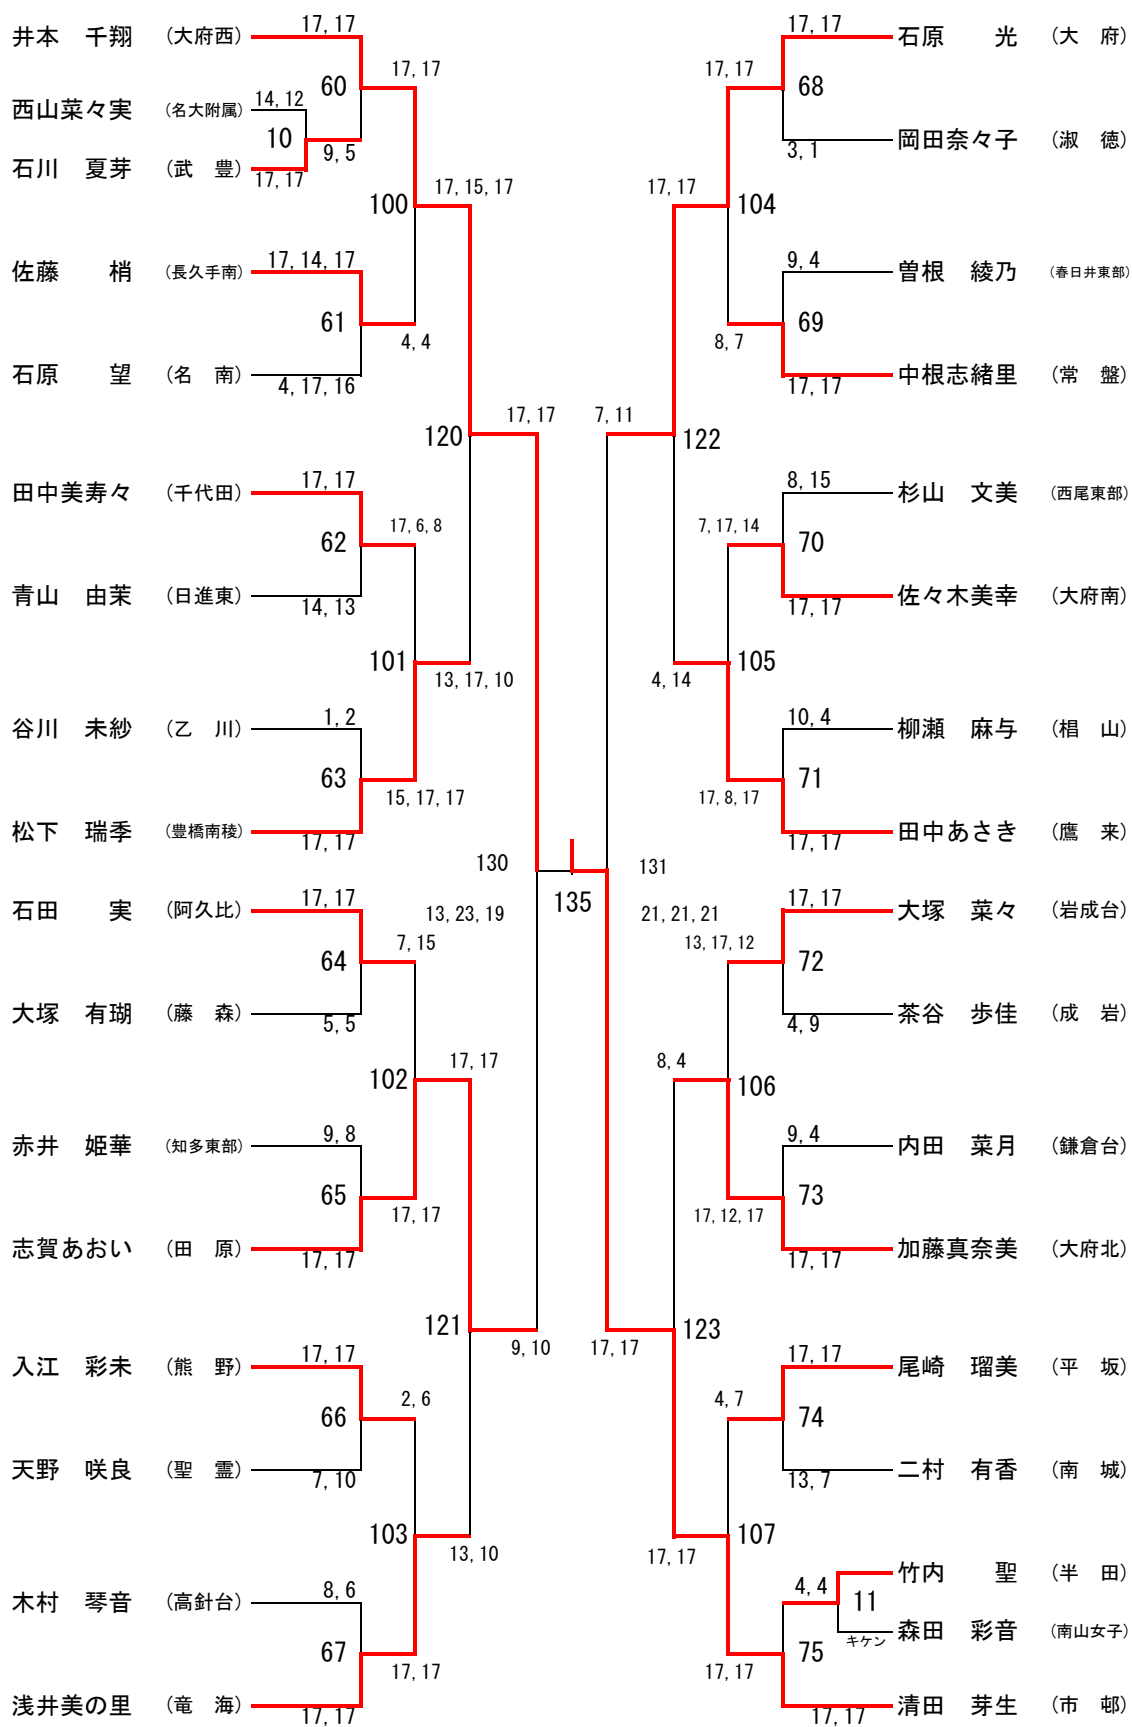 井本 千翔 （大府西） 17, 17
60
17, 17
西山菜々実 （名大附属） 14, 12
10
9, 5
石川 夏芽 （武 豊） 17, 17
100
17, 15, 17
佐藤 梢 （長久手南） 17, 14, 17
61
4, 4
石原 望 （名 南） 4, 17, 16
120
17, 17
田中美寿々 （千代田） 17, 17
62
17, 6, 8
青山 由茉 （日進東） 14, 13
101
13, 17, 10
谷川 未紗 （乙 川） 1, 2
63
15, 17, 17
松下 瑞季 （豊橋南稜） 17, 17
130
13, 23, 19
石田 実 （阿久比） 17, 17
64
7, 15
大塚 有瑚 （藤 森） 5, 5
102
17, 17
赤井 姫華 （知多東部） 9, 8
65
17, 17
志賀あおい （田 原） 17, 17
121
9, 10
入江 彩未 （熊 野） 17, 17
66
2, 6
天野 咲良 （聖 霊） 7, 10
103
13, 10
木村 琴音 （高針台） 8, 6
67
17, 17
浅井美の里 （竜 海） 17, 17
135
17, 17 石原 光 （大 府）
68
17, 17
3, 1 岡田奈々子 （淑 徳）
104
17, 17
9, 4 曽根 綾乃 （春日井東部）
69
8, 7
17, 17 中根志緒里 （常 盤）
122
7, 11
8, 15 杉山 文美 （西尾東部）
70
7, 17, 14
17, 17 佐々木美幸 （大府南）
105
4, 14
10, 4 柳瀬 麻与 （椙 山）
71
17, 8, 17
17, 17 田中あさき （鷹 来）
131
21, 21, 21
17, 17 大塚 菜々 （岩成台）
72
13, 17, 12
4, 9 茶谷 歩佳 （成 岩）
106
8, 4
9, 4 内田 菜月 （鎌倉台）
73
17, 12, 17
17, 17 加藤真奈美 （大府北）
123
17, 17
17, 17 尾崎 瑠美 （平 坂）
74
4, 7
13, 7 二村 有香 （南 城）
107
17, 17
竹内 聖 （半 田）
4, 4
11
キケン 森田 彩音 （南山女子）
75
17, 17
17, 17 清田 芽生 （市 邨）